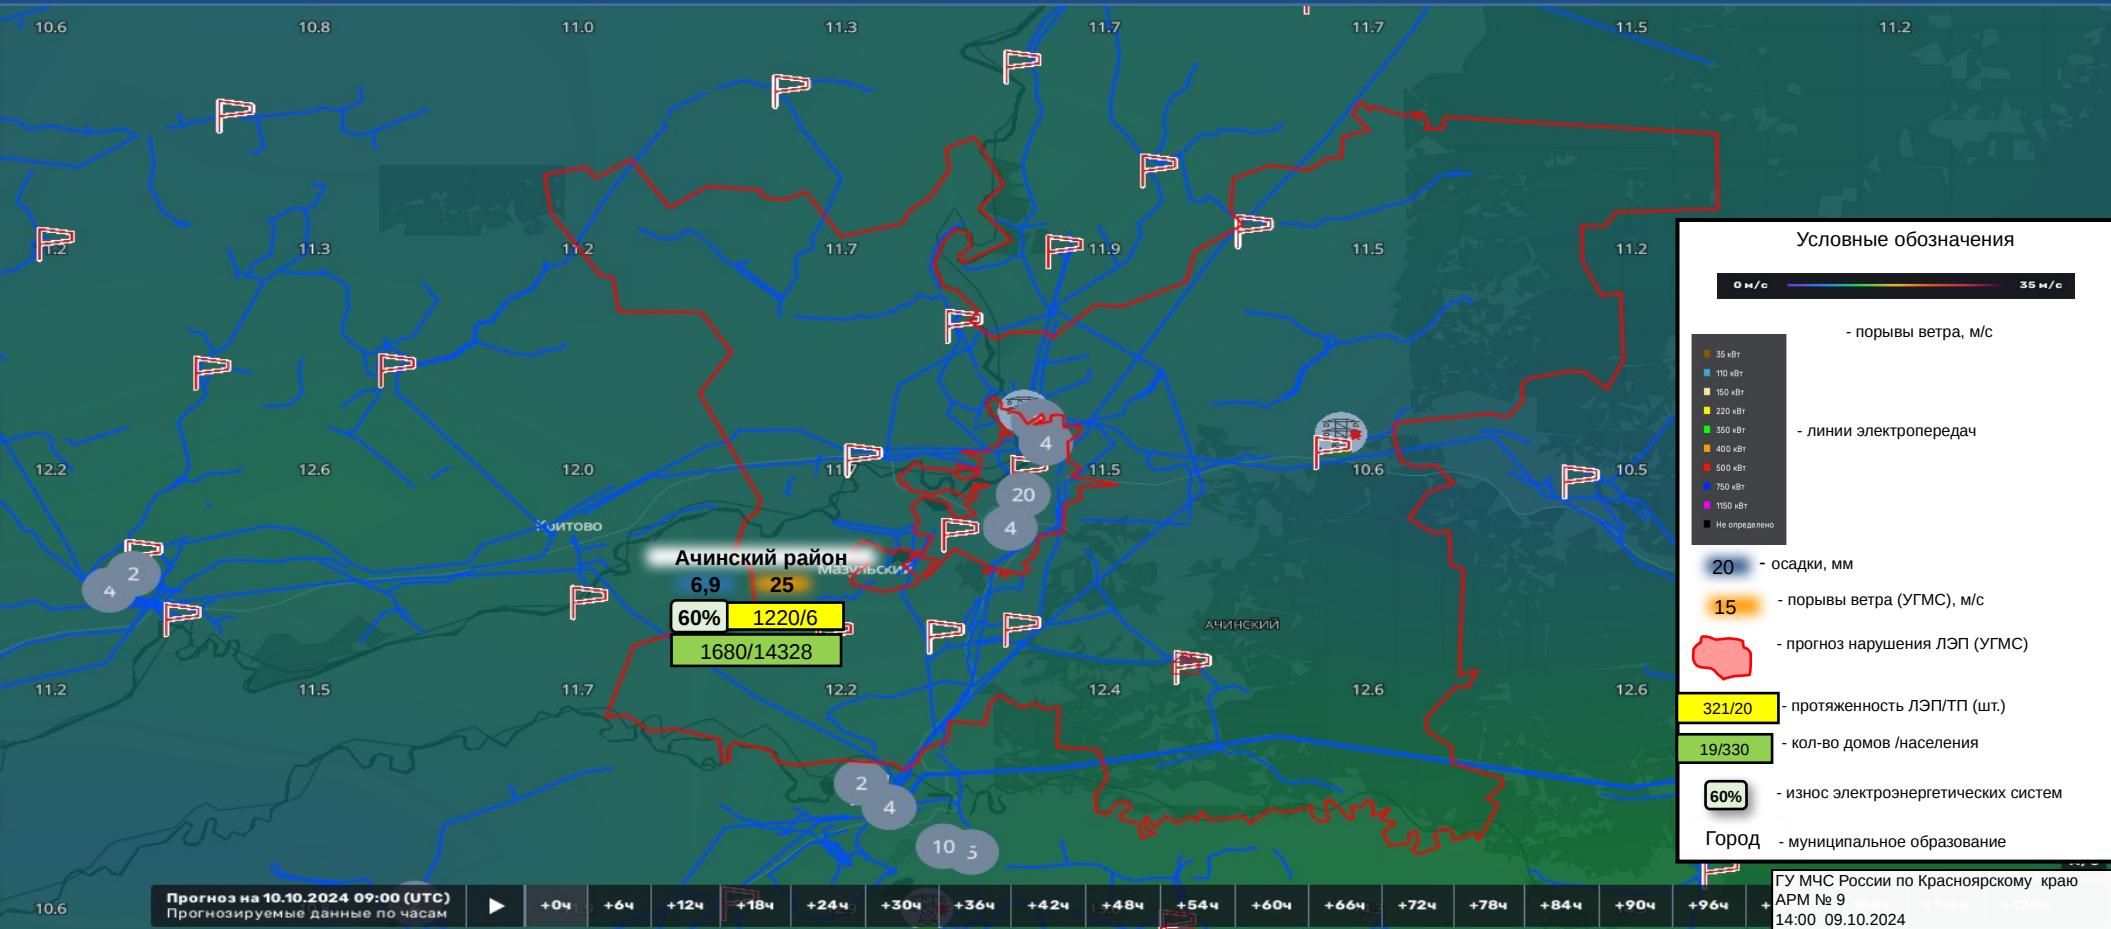 10.6 10.8 11.0 11.3 11.7 11.7 11.5 11.2
11.2 11.3 11.2 11.7 11.9 11.5 11.2
12.2 12.6 12.0 11.7 11.5 10.6 10.5
4
20
4
Критово
2
4
Ачинский район
Мазульский
6,9 25
60% 1220/6
1680/14328
АЧИНСКИЙ
11.2 11.5 11.7 12.2 12.4 12.6 12.6
2
4
10 5
10.6
Прогноз на 10.10.2024 09:00 (UTC)
Прогнозируемые данные по часам
+0ч +6ч +12ч +18ч +24ч +30ч +36ч +42ч +48ч +54ч +60ч +66ч +72ч +78ч +84ч +90ч +96ч
Условные обозначения
0 м/с 35 м/с
- порывы ветра, м/с
35 кВт
110 кВт
150 кВт
220 кВт
350 кВт
400 кВт
500 кВт
750 кВт
1150 кВт
Не определено
- линии электропередач
20 - осадки, мм
15 - порывы ветра (УГМС), м/с
- прогноз нарушения ЛЭП (УГМС)
321/20 - протяженность ЛЭП/ТП (шт.)
19/330 - кол-во домов /населения
60% - износ электроэнергетических систем
Город - муниципальное образование
ГУ МЧС России по Красноярскому краю
АРМ № 9
14:00 09.10.2024